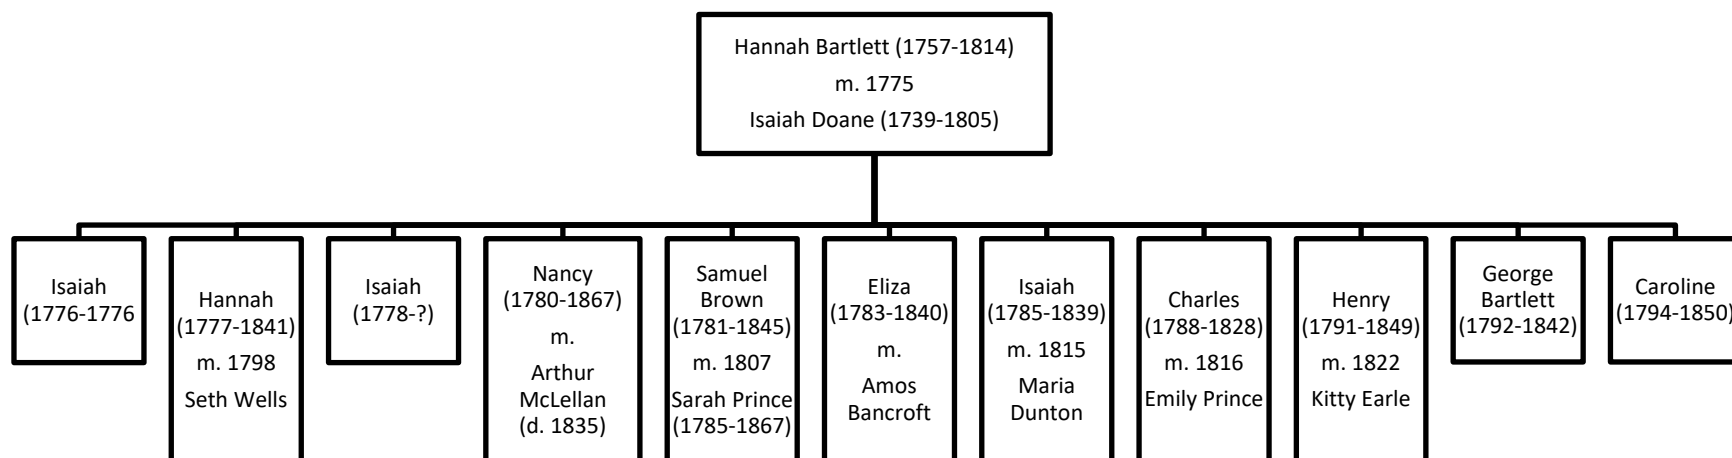 Hannah Bartlett (1757-1814)
m. 1775
Isaiah Doane (1739-1805)
Isaiah
(1776-1776
Hannah
(1777-1841)
m. 1798
Seth Wells
Isaiah
(1778-?)
Nancy
(1780-1867)
m.
Arthur
McLellan
(d. 1835)
Samuel
Brown
(1781-1845)
m. 1807
Sarah Prince
(1785-1867)
Eliza
(1783-1840)
m.
Amos
Bancroft
Isaiah
(1785-1839)
m. 1815
Maria
Dunton
Charles
(1788-1828)
m. 1816
Emily Prince
Henry
(1791-1849)
m. 1822
Kitty Earle
George
Bartlett
(1792-1842)
Caroline
(1794-1850)